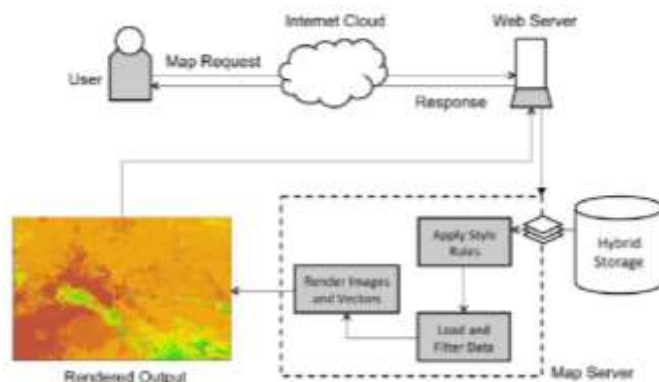 Internet Cloud
Web Server
Map Request
User
Response
Apply Style
Rules
Hybrid
Storage
Render Images
and Vectors
Load and
Filter Data
Rendered Output
Map Server